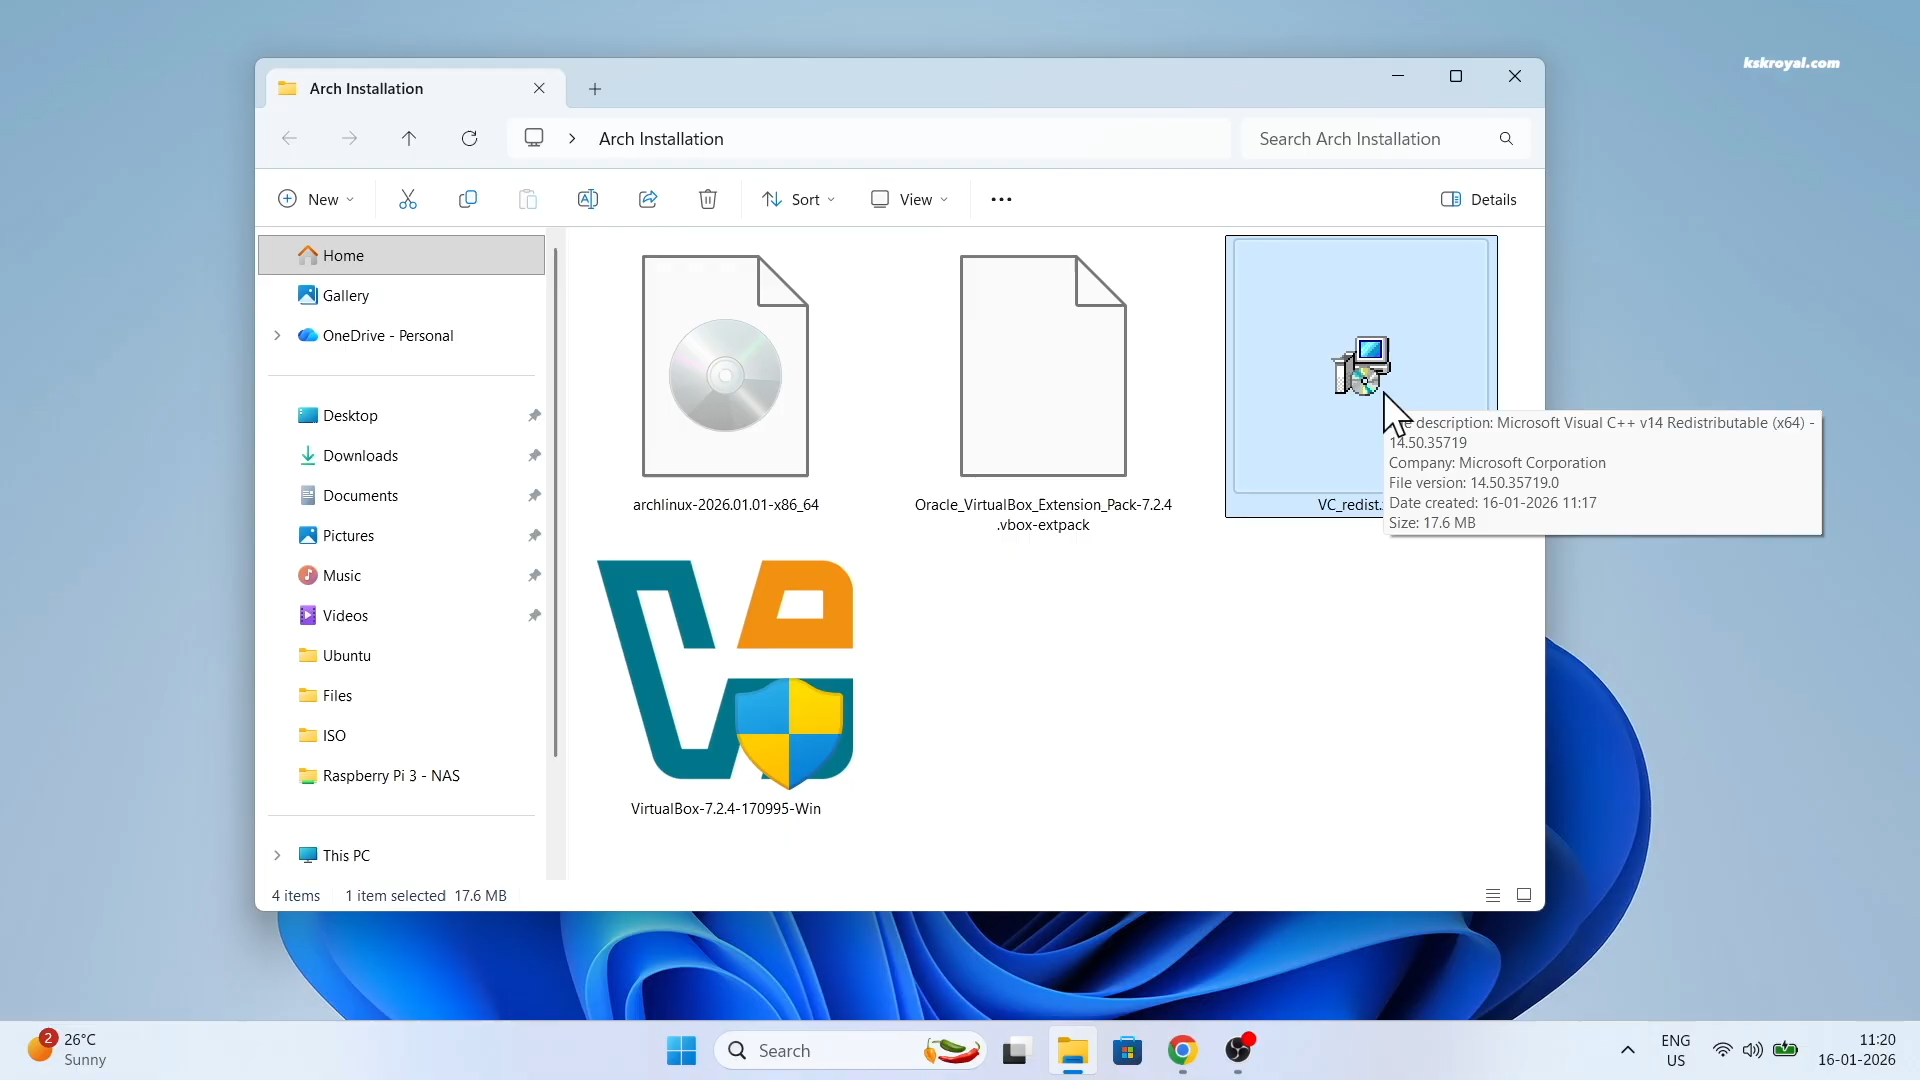 kskroyal.com
Arch Installation
Arch Installation
Search Arch Installation
New
Sort
View
Details
Home
Gallery
OneDrive - Personal
Desktop
Downloads
Documents
Pictures
Music
Videos
Ubuntu
Files
ISO
Raspberry Pi 3 - NAS
This PC
archlinux-2026.01.01-x86_64
Oracle_VirtualBox_Extension_Pack-7.2.4
.vbox-extpack
VC_redist.
description: Microsoft Visual C++ v14 Redistributable (x64) -
14.50.35719
Company: Microsoft Corporation
File version: 14.50.35719.0
Date created: 16-01-2026 11:17
Size: 17.6 MB
VirtualBox-7.2.4-170995-Win
4 items
1 item selected 17.6 MB
2
26°C
Sunny
Search
ENG
US
11:20
16-01-2026